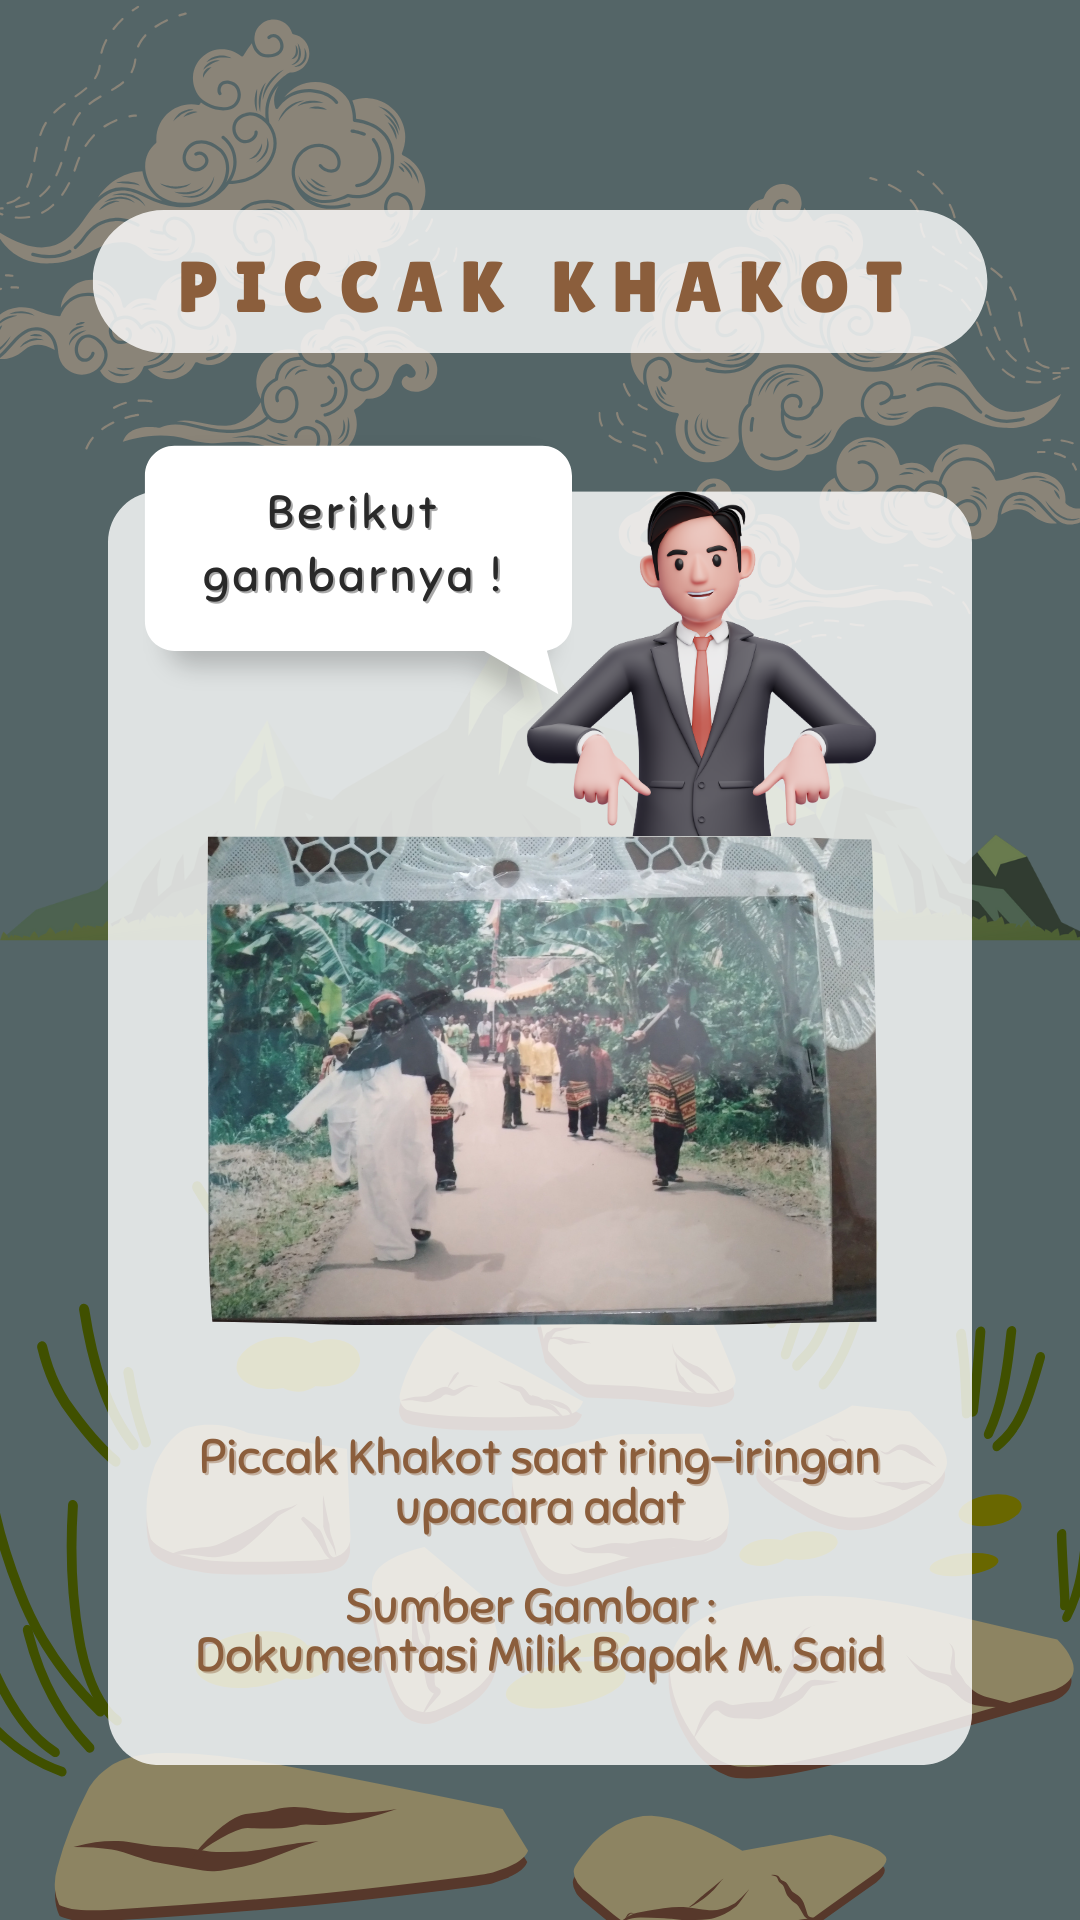 PICCAK KHAKOT
Berikut
gambarnya !
Piccak Khakot saat iring-iringan
upacara adat
Sumber Gambar :
Dokumentasi Milik Bapak M. Said